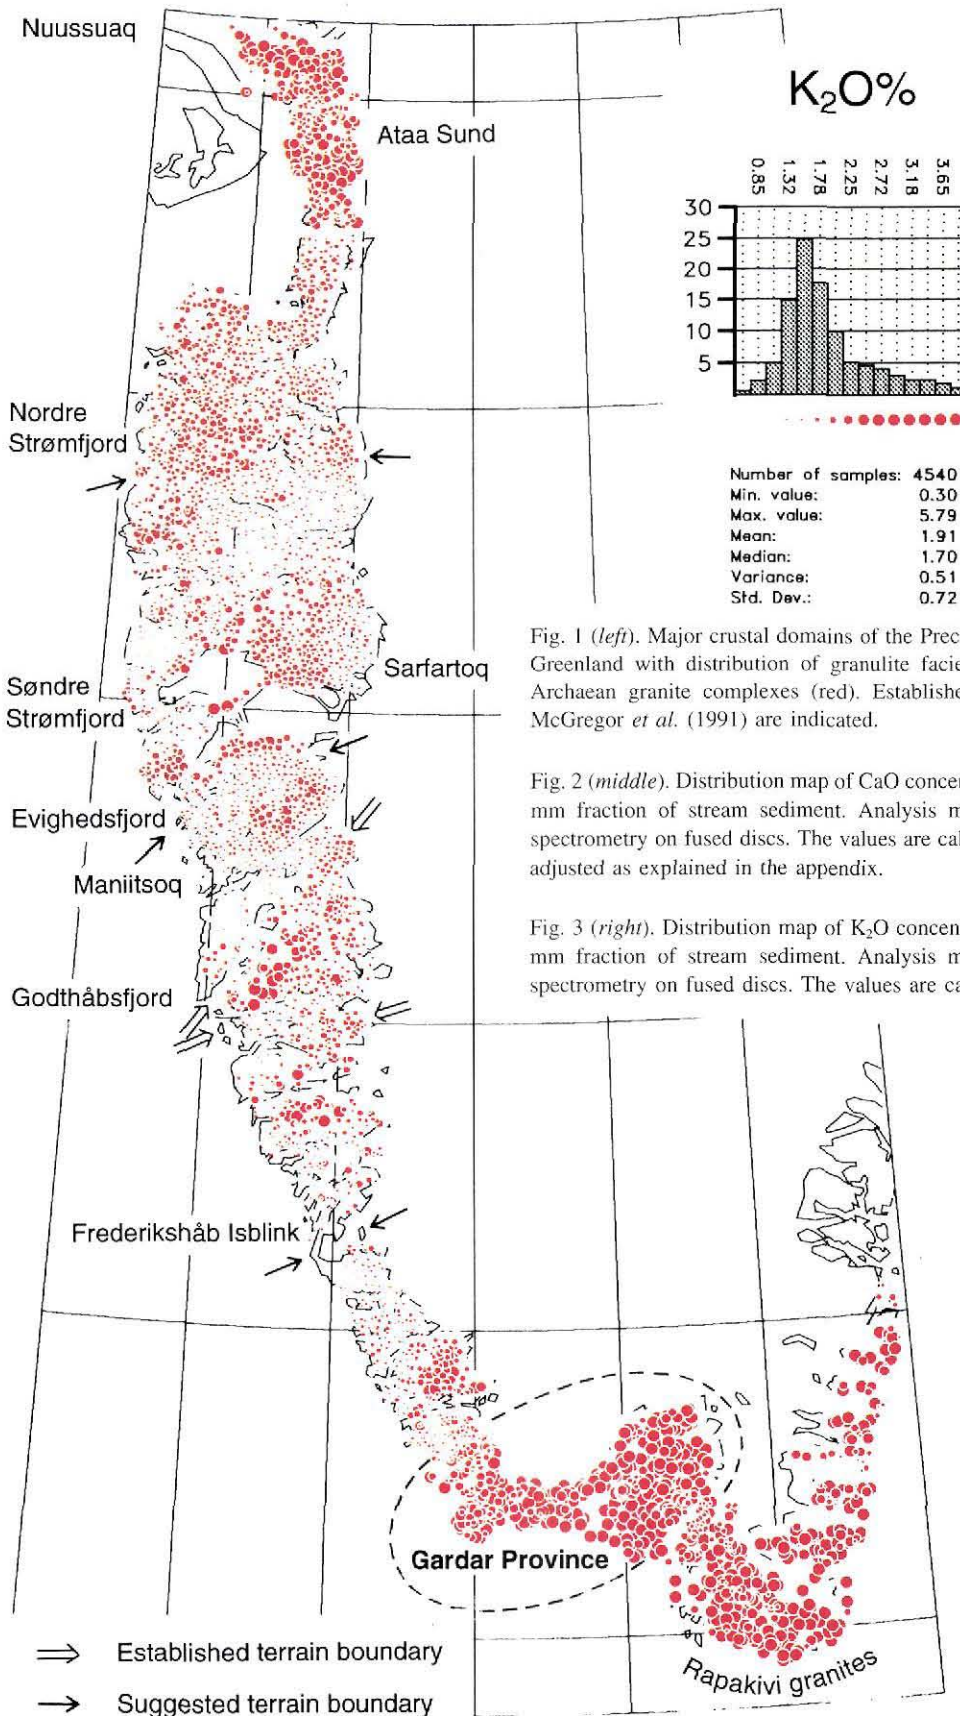 Nuussuaq
Ataa Sund
K₂O%
0.85 1.32 1.78 2.25 2.72 3.18 3.65
30
25
20
15
10
5
Nordre
Strømfjord
Number of samples: 4540
Min. value: 0.30
Max. value: 5.79
Mean: 1.91
Median: 1.70
Variance: 0.51
Std. Dev.: 0.72
Fig. 1 (left). Major crustal domains of the Prec
Greenland with distribution of granulite facie
Archaean granite complexes (red). Establishe
McGregor et al. (1991) are indicated.
Sarfartoq
Søndre
Strømfjord
Fig. 2 (middle). Distribution map of CaO concen
mm fraction of stream sediment. Analysis m
spectrometry on fused discs. The values are cal
adjusted as explained in the appendix.
Evighedsfjord
Maniitsoq
Fig. 3 (right). Distribution map of K₂O concen
mm fraction of stream sediment. Analysis m
spectrometry on fused discs. The values are ca
Godthåbsfjord
Frederikshåb Isblink
Gardar Province
Rapakivi granites
⇒ Established terrain boundary
→ Suggested terrain boundary